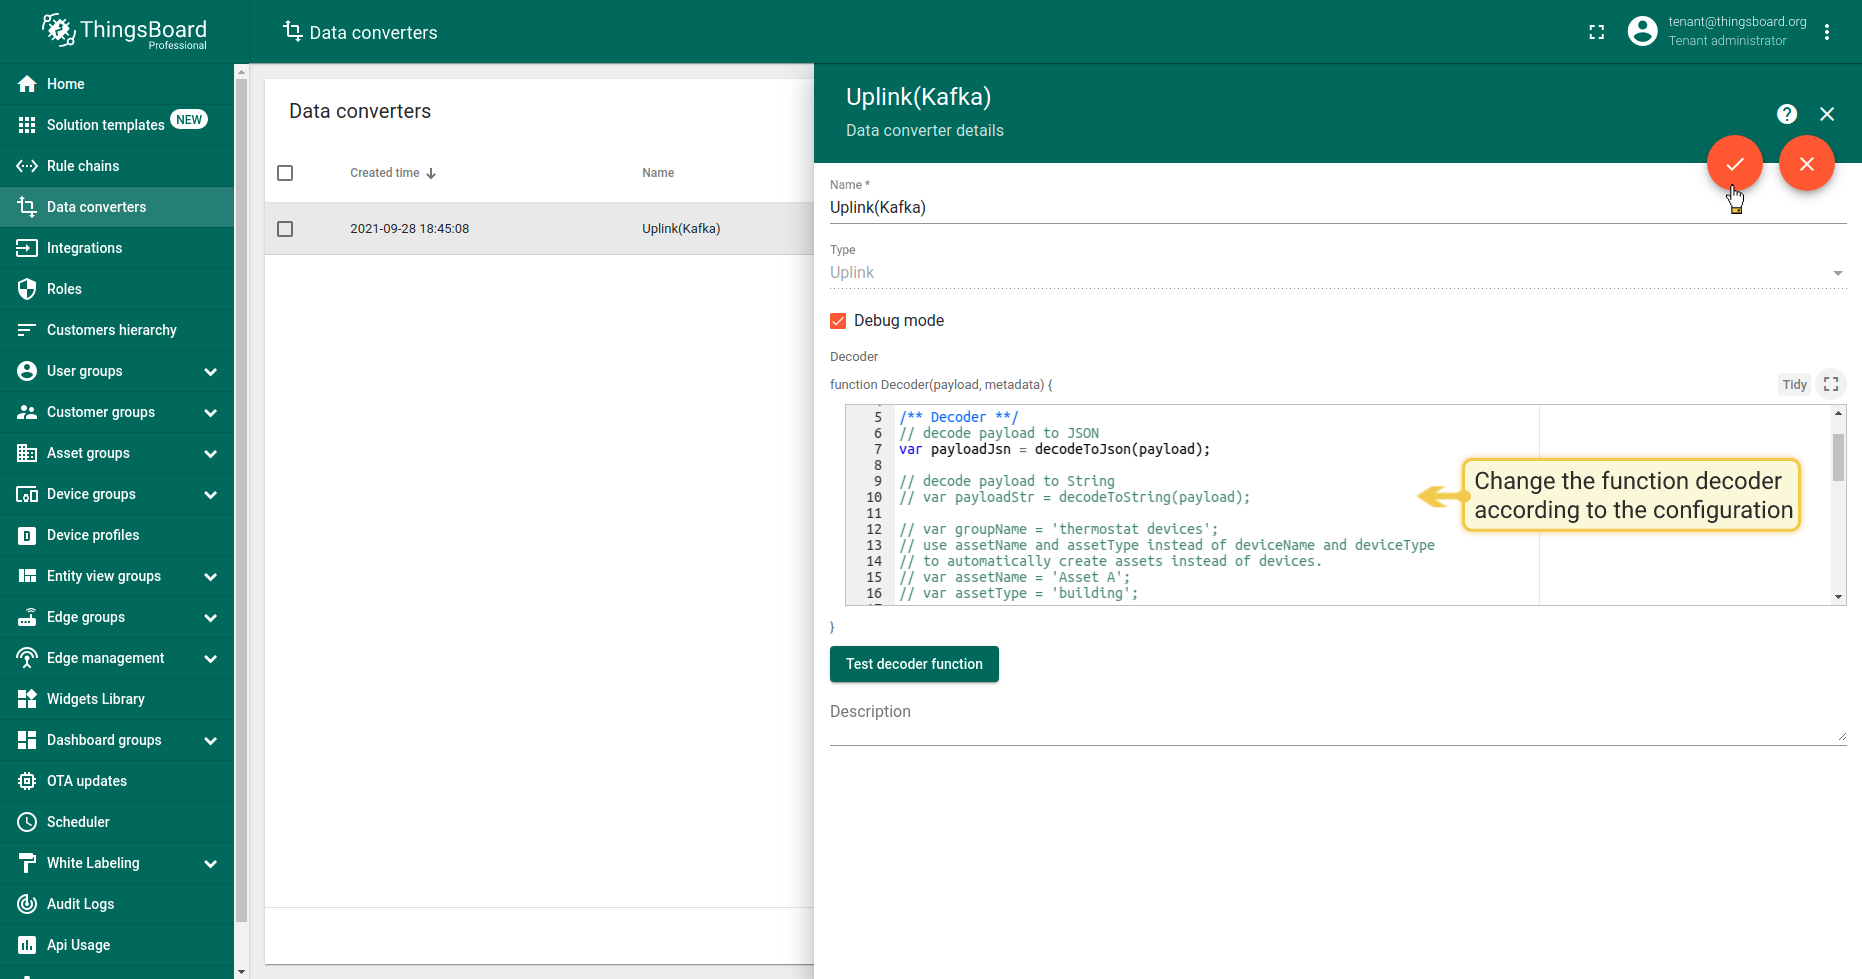 ThingsBoard
Professional
Data converters
tenant@thingsboard.org
Tenant administrator
Home
Solution templates NEW
Rule chains
Data converters
Integrations
Roles
Customers hierarchy
User groups
Customer groups
Asset groups
Device groups
Device profiles
Entity view groups
Edge groups
Edge management
Widgets Library
Dashboard groups
OTA updates
Scheduler
White Labeling
Audit Logs
Api Usage
Data converters
Created time Name
2021-09-28 18:45:08 Uplink(Kafka)
Uplink(Kafka)
Data converter details
Name *
Uplink(Kafka)
Type
Uplink
Debug mode
Decoder
function Decoder(payload, metadata) {
Tidy
5 /** Decoder **/
6 // decode payload to JSON
7 var payloadJsn = decodeToJson(payload);
8
9 // decode payload to String
10 // var payloadStr = decodeToString(payload);
11
12 // var groupName = 'thermostat devices';
13 // use assetName and assetType instead of deviceName and deviceType
14 // to automatically create assets instead of devices.
15 // var assetName = 'Asset A';
16 // var assetType = 'building';
Change the function decoder
according to the configuration
}
Test decoder function
Description